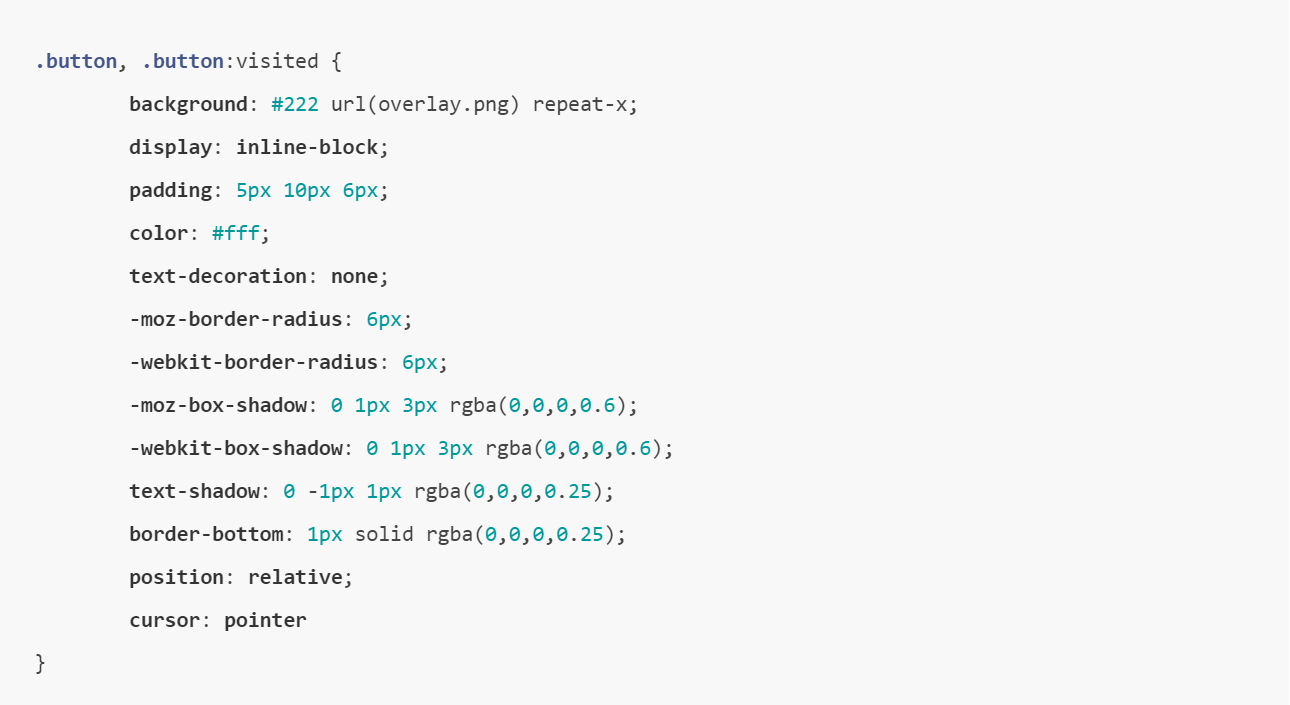 .button, .button:visited {
background: #222 url(overlay.png) repeat-x;
display: inline-block;
padding: 5px 10px 6px;
color: #fff;
text-decoration: none;
-moz-border-radius: 6px;
-webkit-border-radius: 6px;
-moz-box-shadow: 0 1px 3px rgba(0,0,0,0.6);
-webkit-box-shadow: 0 1px 3px rgba(0,0,0,0.6);
text-shadow: 0 -1px 1px rgba(0,0,0,0.25);
border-bottom: 1px solid rgba(0,0,0,0.25);
position: relative;
cursor: pointer
}